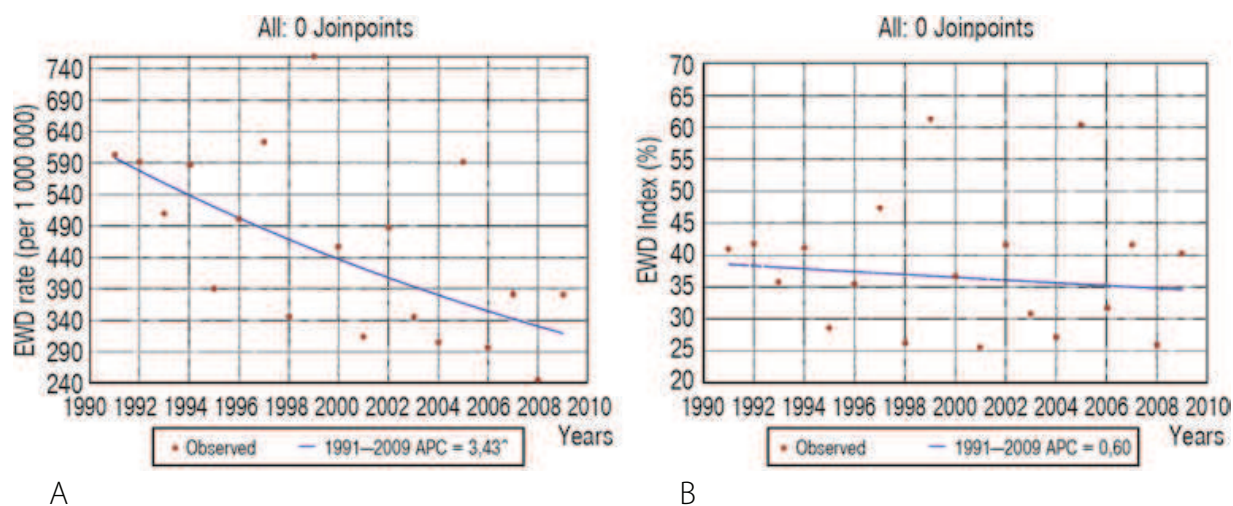 All: 0 Joinpoints
EWD rate (per 1 000 000)
740
690
640
590
540
490
440
390
340
290
240
1990 1992 1994 1996 1998 2000 2002 2004 2006 2008 2010
Years
Observed 1991—2009 APC = 3,43^
A
All: 0 Joinpoints
EWD Index (%)
70
65
60
55
50
45
40
35
30
25
20
1990 1992 1994 1996 1998 2000 2002 2004 2006 2008 2010
Years
Observed 1991—2009 APC = 0,60
B